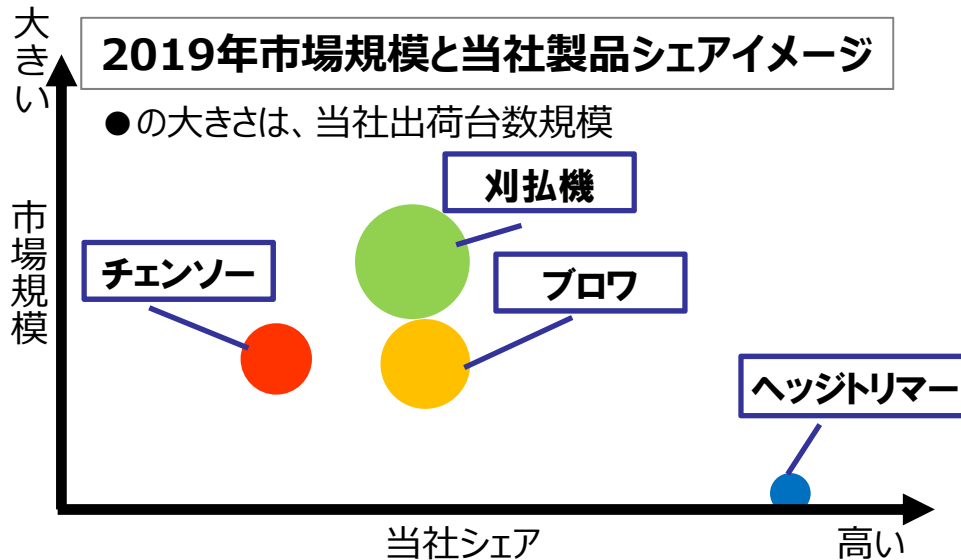 大きい
2019年市場規模と当社製品シェアイメージ
●の大きさは、当社出荷台数規模
刈払機
市場規模
チェンソー
ブロワ
ヘッジトリマー
当社シェア
高い